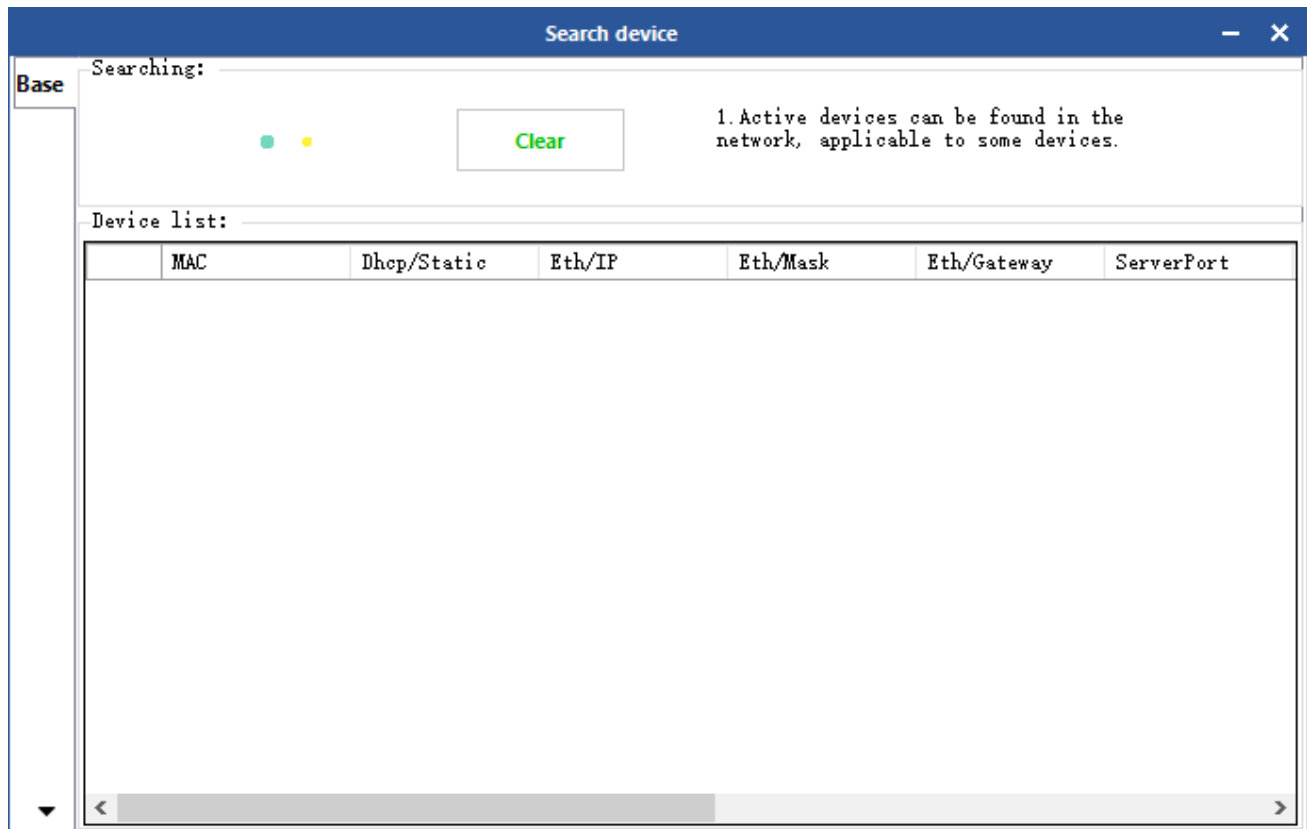 Search device
Base
Searching:
Clear
1.Active devices can be found in the
network, applicable to some devices.
Device list:
MAC Dhcp/Static Eth/IP Eth/Mask Eth/Gateway ServerPort